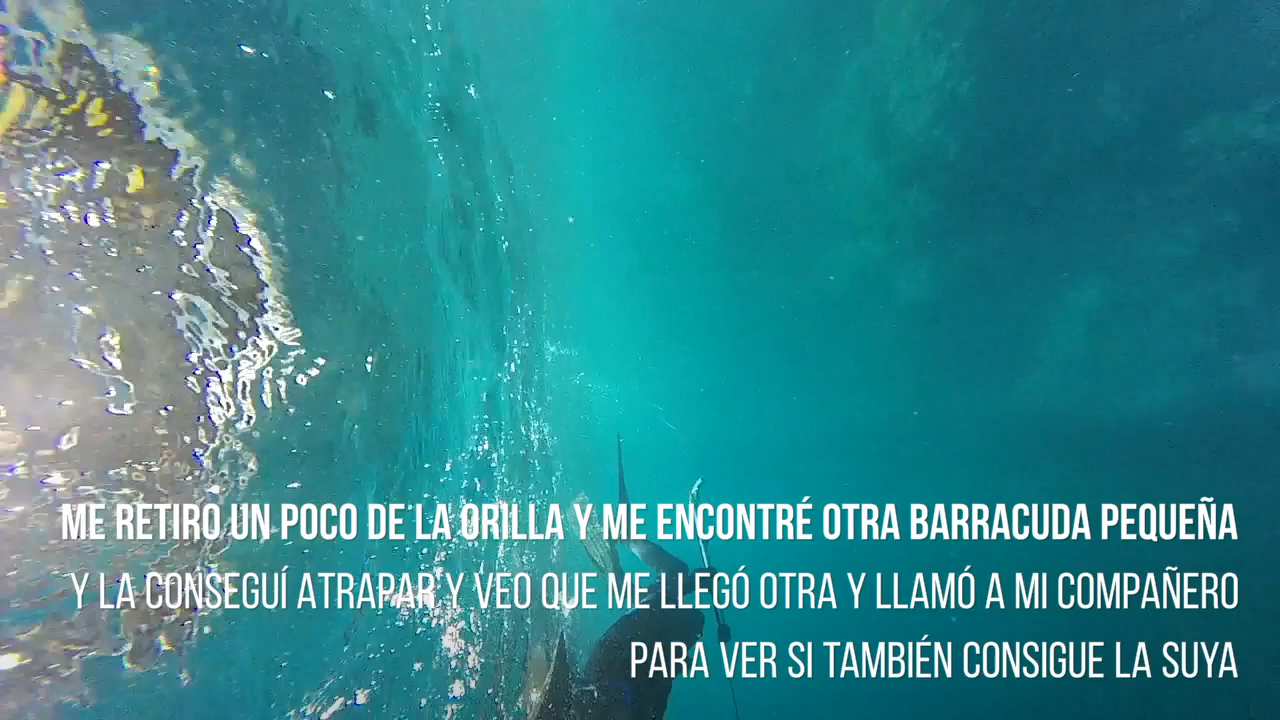 ME RETIRO UN POCO DE LA ORILLA Y ME ENCONTRÉ OTRA BARRACUDA PEQUEÑA
Y LA CONSEGUÍ ATRAPAR Y VEO QUE ME LLEGÓ OTRA Y LLAMÓ A MI COMPAÑERO
PARA VER SI TAMBIÉN CONSIGUE LA SUYA